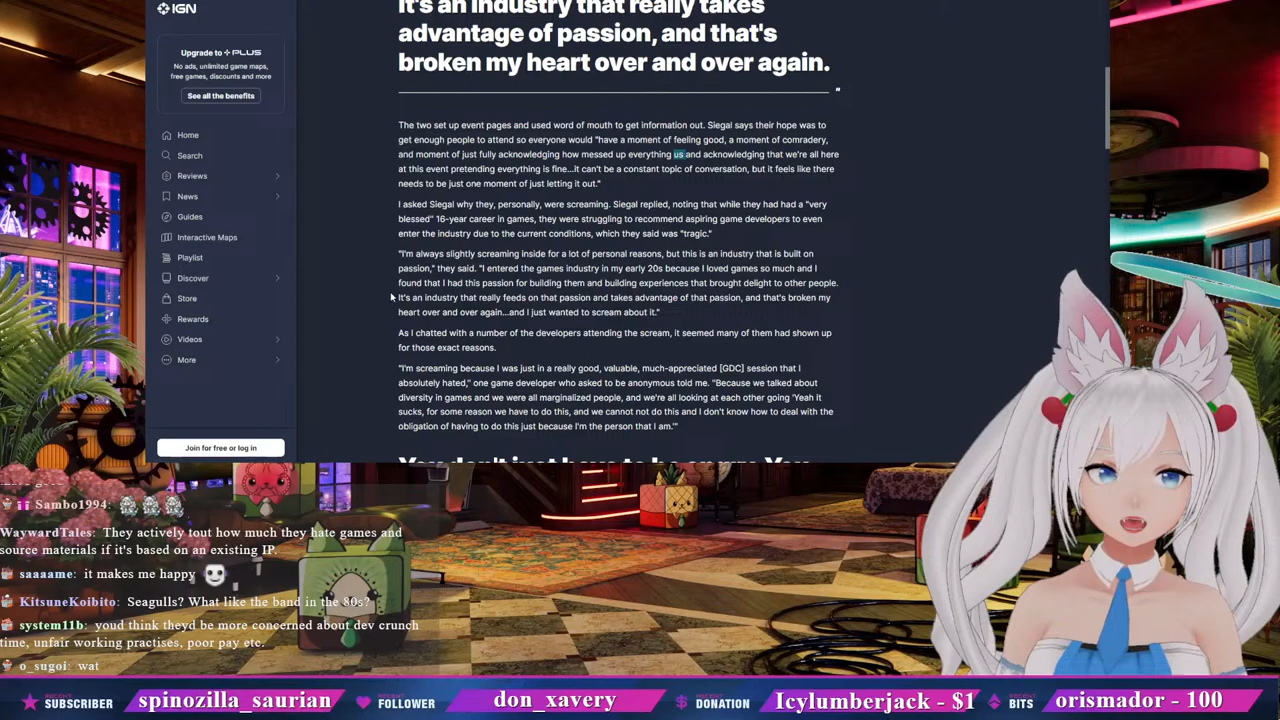 IGN
Upgrade to PLUS
No ads, unlimited game maps,
free games, discounts and more
See all the benefits
Home
Search
Reviews
News
Guides
Interactive Maps
Playlist
Discover
Store
Rewards
Videos
More
Join for free or log in
It's an industry that really takes
advantage of passion, and that's
broken my heart over and over again.
"
The two set up event pages and used word of mouth to get information out. Siegal says their hope was to
get enough people to attend so everyone would "have a moment of feeling good, a moment of comradery,
and moment of just fully acknowledging how messed up everything us and acknowledging that we're all here
at this event pretending everything is fine...it can't be a constant topic of conversation, but it feels like there
needs to be just one moment of just letting it out."
I asked Siegal why they, personally, were screaming. Siegal replied, noting that while they had had a "very
blessed" 16-year career in games, they were struggling to recommend aspiring game developers to even
enter the industry due to the current conditions, which they said was "tragic."
"I'm always slightly screaming inside for a lot of personal reasons, but this is an industry that is built on
passion," they said. "I entered the games industry in my early 20s because I loved games so much and I
found that I had this passion for building them and building experiences that brought delight to other people.
It's an industry that really feeds on that passion and takes advantage of that passion, and that's broken my
heart over and over again...and I just wanted to scream about it."
As I chatted with a number of the developers attending the scream, it seemed many of them had shown up
for those exact reasons.
"I'm screaming because I was just in a really good, valuable, much-appreciated [GDC] session that I
absolutely hated," one game developer who asked to be anonymous told me. "Because we talked about
diversity in games and we were all marginalized people, and we're all looking at each other going 'Yeah it
sucks, for some reason we have to do this, and we cannot not do this and I don't know how to deal with the
obligation of having to do this just because I'm the person that I am.'"
You don't just have to be angry. You
Sambo1994:
WaywardTales: They actively tout how much they hate games and
source materials if it's based on an existing IP.
saaaame: it makes me happy
KitsuneKoibito: Seagulls? What like the band in the 80s?
system11b: youd think theyd be more concerned about dev crunch
time, unfair working practises, poor pay etc.
o_sugoi: wat
RECENT SUBSCRIBER spinozilla_saurian
RECENT FOLLOWER don_xavery
RECENT DONATION Icylumberjack - $1
RECENT BITS orismador - 100